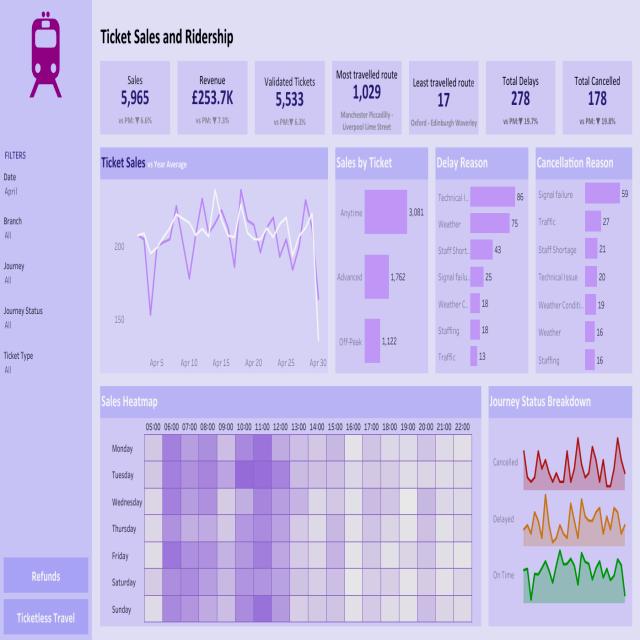 Ticket Sales and Ridership
Sales
5,965
vs PM:▼ 6.6%
Revenue
£253.7K
vs PM:▼ 7.3%
Validated Tickets
5,533
vs PM:▼ 6.3%
Most travelled route
1,029
Manchester Piccadilly -
Liverpool Lime Street
Least travelled route
17
Oxford - Edinburgh Waverley
Total Delays
278
vs PM:▼ 19.7%
Total Cancelled
178
vs PM:▼ 19.8%
FILTERS
Date
April
Branch
All
Journey
All
Journey Status
All
Ticket Type
All
Refunds
Ticketless Travel
Ticket Sales vs Year Average
200
150
Apr 5 Apr 10 Apr 15 Apr 20 Apr 25 Apr 30
Sales by Ticket
Anytime 3,081
Advanced 1,762
Off-Peak 1,122
Delay Reason
Technical I.. 86
Weather 75
Staff Short.. 43
Signal failu.. 25
Weather C.. 18
Staffing 18
Traffic 13
Cancellation Reason
Signal failure 59
Traffic 27
Staff Shortage 21
Technical Issue 20
Weather Conditi.. 19
Weather 16
Staffing 16
Sales Heatmap
05:00 06:00 07:00 08:00 09:00 10:00 11:00 12:00 13:00 14:00 15:00 16:00 17:00 18:00 19:00 20:00 21:00 22:00
Monday
Tuesday
Wednesday
Thursday
Friday
Saturday
Sunday
Journey Status Breakdown
Cancelled
Delayed
On Time